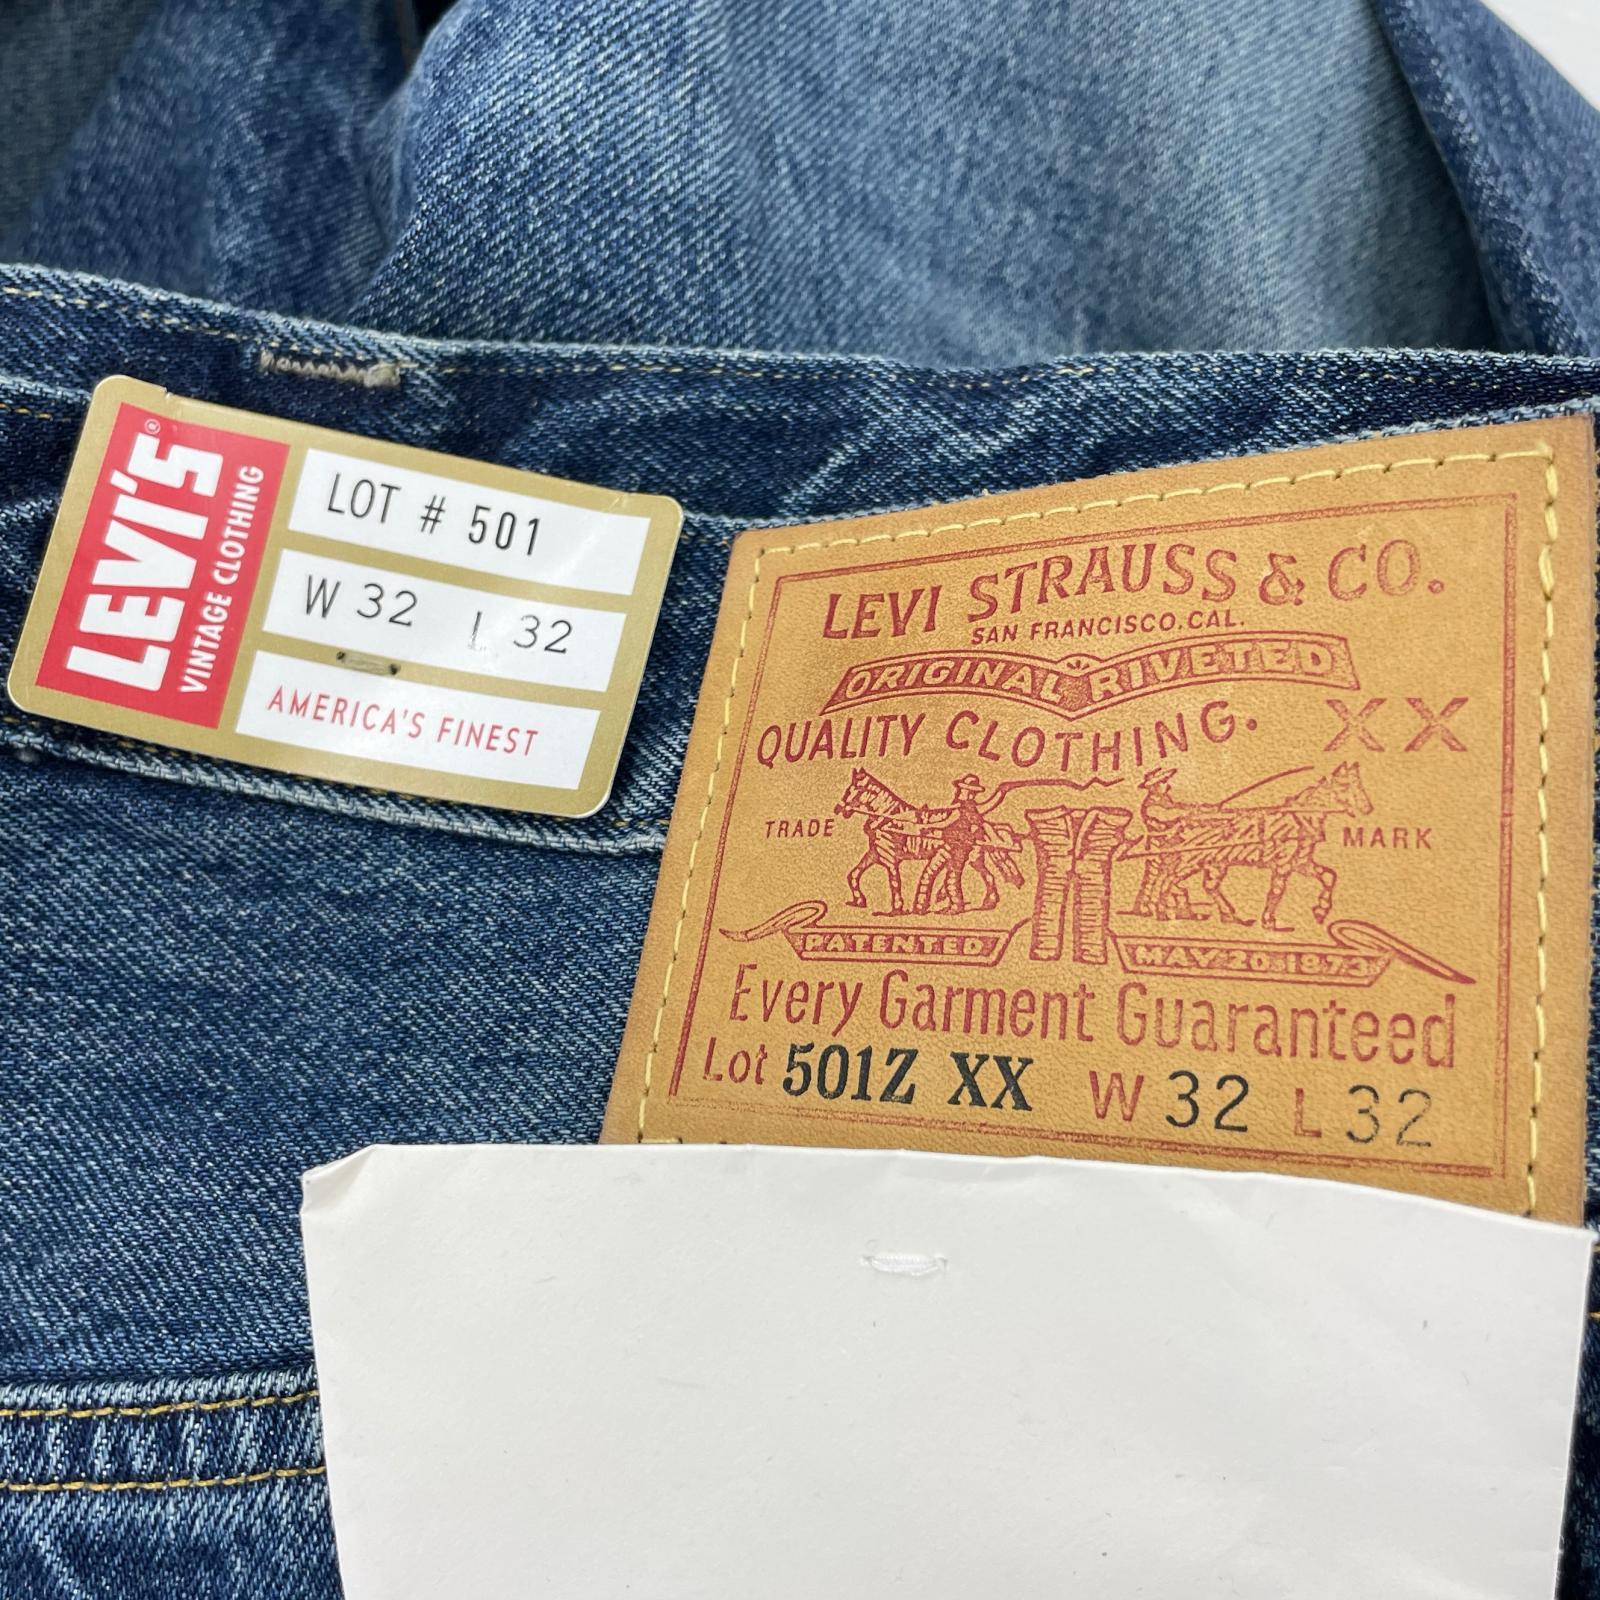 LEVI'S®
VINTAGE CLOTHING
LOT # 501
W 32 L 32
AMERICA'S FINEST
LEVI STRAUSS & CO.
SAN FRANCISCO. CAL.
ORIGINAL RIVETED
QUALITY CLOTHING. XX
TRADE MARK
PATENTED MAY 20 1873
Every Garment Guaranteed
Lot 501Z XX W 32 L 32